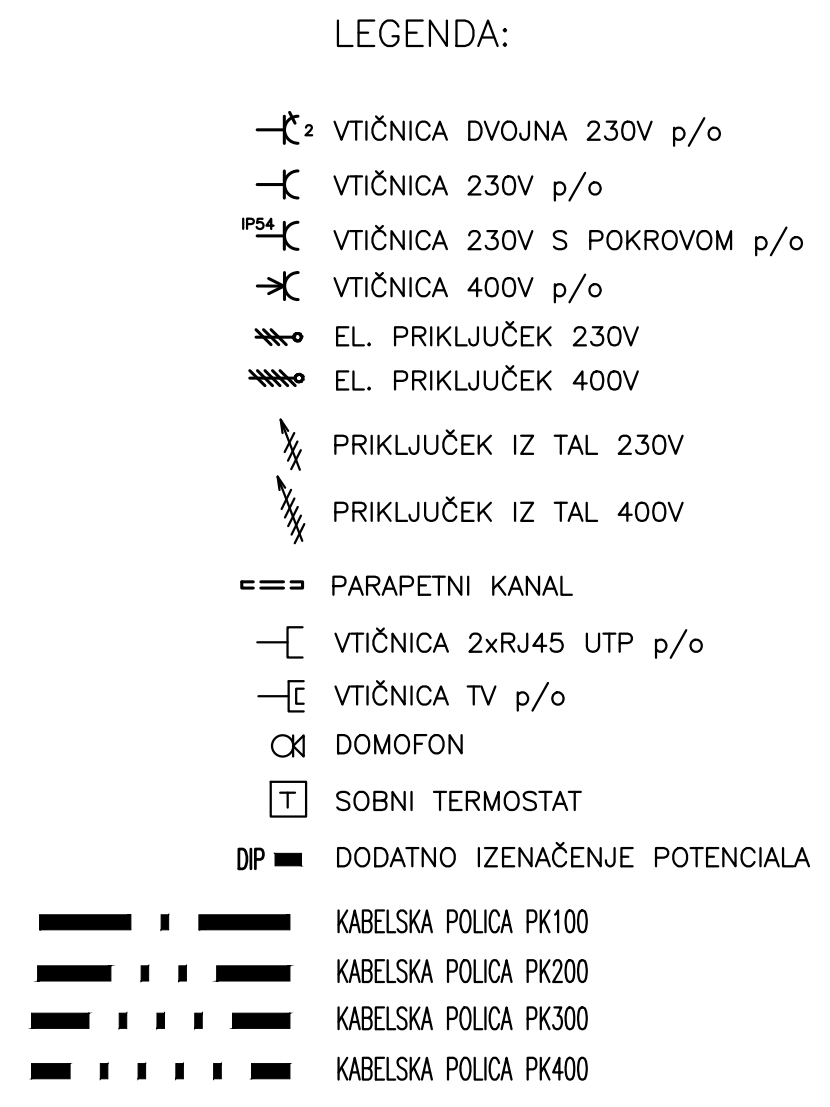 LEGENDA:
2 VTIČNICA DVOJNA 230V p/o
VTIČNICA 230V p/o
IP54 VTIČNICA 230V S POKROVOM p/o
VTIČNICA 400V p/o
EL. PRIKLJUČEK 230V
EL. PRIKLJUČEK 400V
PRIKLJUČEK IZ TAL 230V
PRIKLJUČEK IZ TAL 400V
PARAPETNI KANAL
VTIČNICA 2xRJ45 UTP p/o
VTIČNICA TV p/o
DOMOFON
T SOBNI TERMOSTAT
DIP DODATNO IZENAČENJE POTENCIALA
KABELSKA POLICA PK100
KABELSKA POLICA PK200
KABELSKA POLICA PK300
KABELSKA POLICA PK400